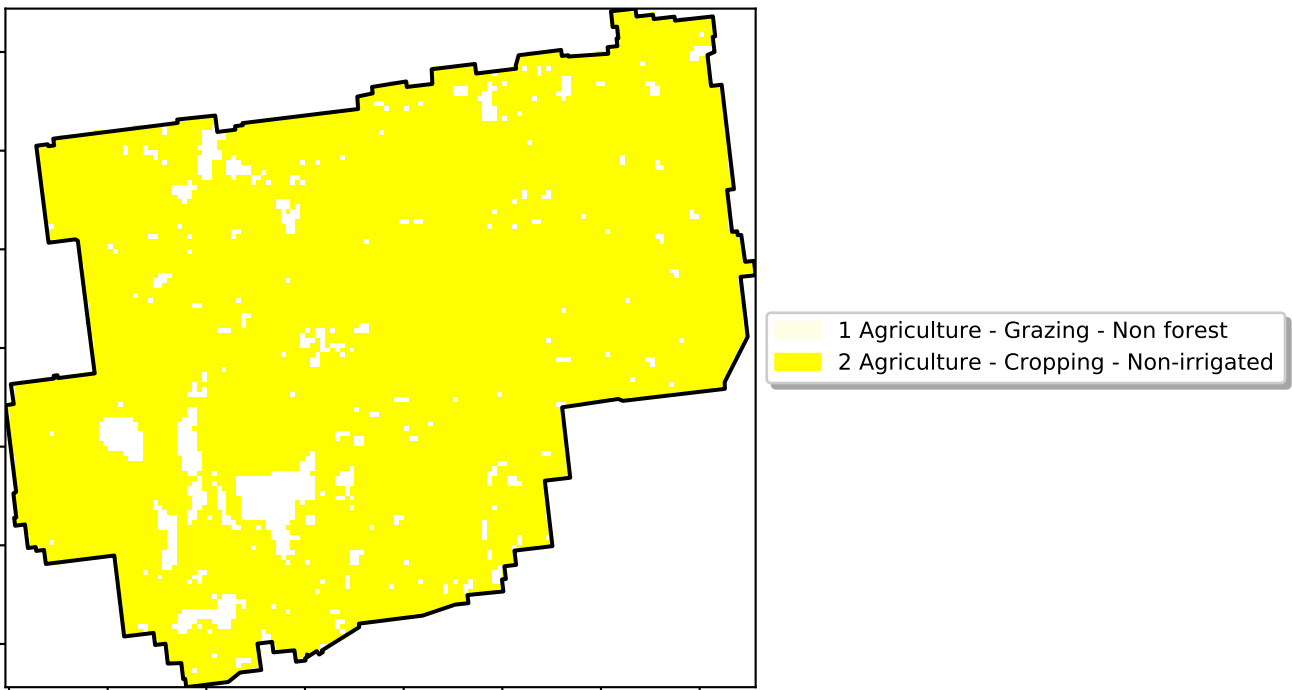 1 Agriculture - Grazing - Non forest
2 Agriculture - Cropping - Non-irrigated